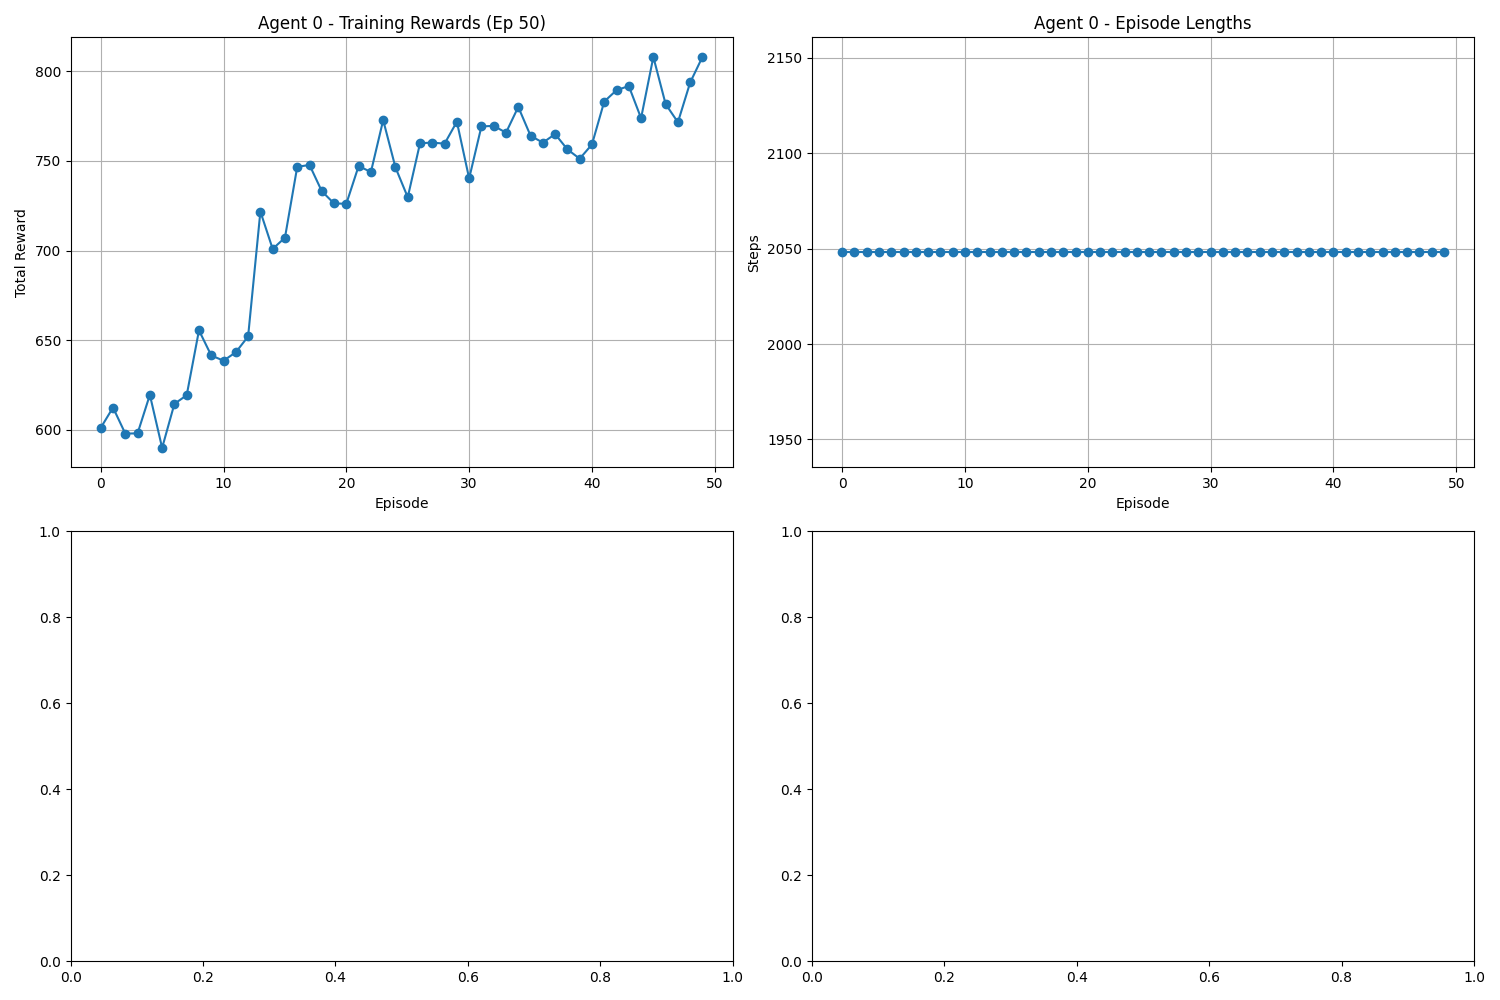 Agent 0 - Training Rewards (Ep 50)
Total Reward
800
750
700
650
600
0 10 20 30 40 50
Episode
Agent 0 - Episode Lengths
Steps
2150
2100
2050
2000
1950
0 10 20 30 40 50
Episode
1.0
0.8
0.6
0.4
0.2
0.0
0.0 0.2 0.4 0.6 0.8 1.0
1.0
0.8
0.6
0.4
0.2
0.0
0.0 0.2 0.4 0.6 0.8 1.0